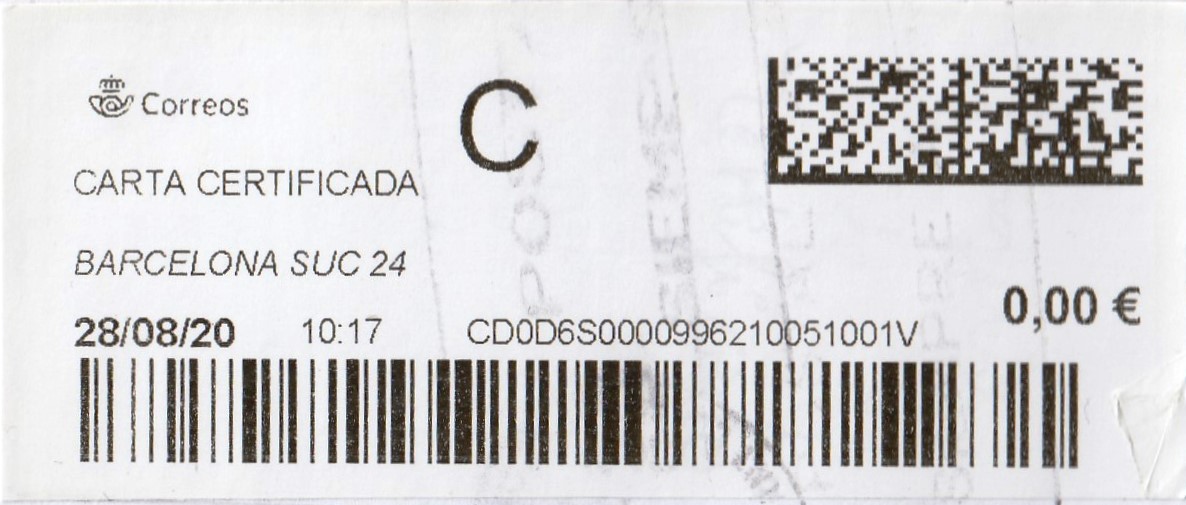 Correos
C
CARTA CERTIFICADA
BARCELONA SUC 24
0,00 €
28/08/20 10:17 CD0D6S0000996210051001V